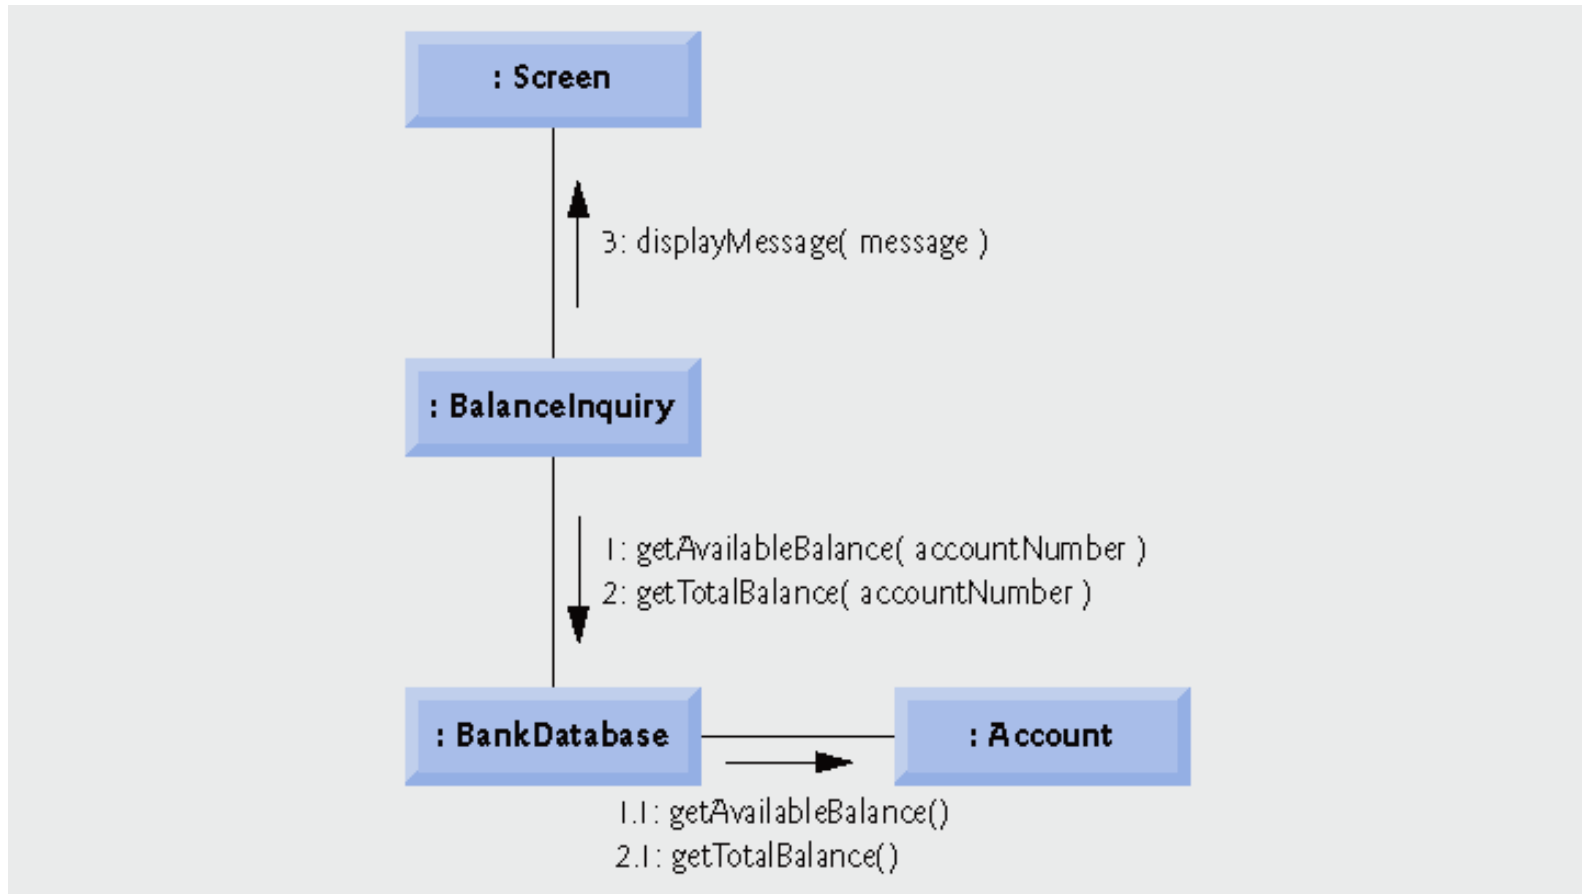 : Screen
3: displayMessage( message )
: BalanceInquiry
1: getAvailableBalance( accountNumber )
2: getTotalBalance( accountNumber )
: BankDatabase
: Account
1.1: getAvailableBalance()
2.1: getTotalBalance()